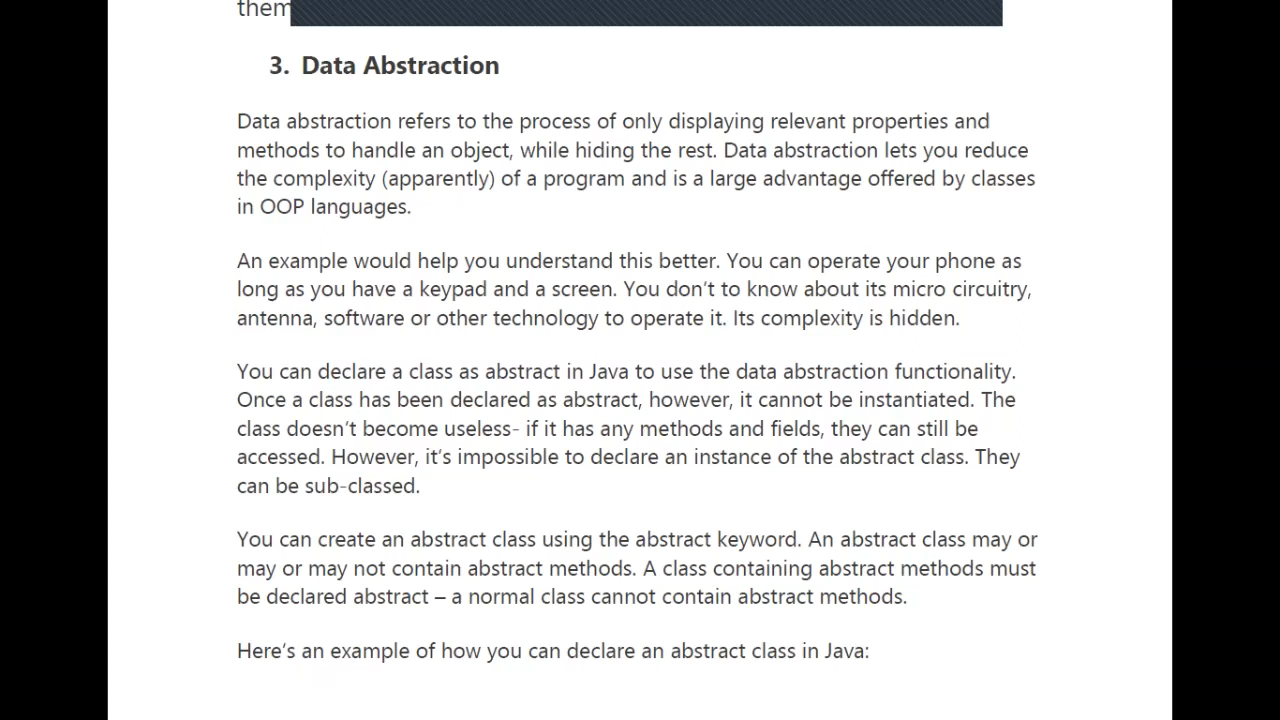 them
3. Data Abstraction
Data abstraction refers to the process of only displaying relevant properties and
methods to handle an object, while hiding the rest. Data abstraction lets you reduce
the complexity (apparently) of a program and is a large advantage offered by classes
in OOP languages.
An example would help you understand this better. You can operate your phone as
long as you have a keypad and a screen. You don’t to know about its micro circuitry,
antenna, software or other technology to operate it. Its complexity is hidden.
You can declare a class as abstract in Java to use the data abstraction functionality.
Once a class has been declared as abstract, however, it cannot be instantiated. The
class doesn’t become useless- if it has any methods and fields, they can still be
accessed. However, it’s impossible to declare an instance of the abstract class. They
can be sub-classed.
You can create an abstract class using the abstract keyword. An abstract class may or
may or may not contain abstract methods. A class containing abstract methods must
be declared abstract – a normal class cannot contain abstract methods.
Here’s an example of how you can declare an abstract class in Java: